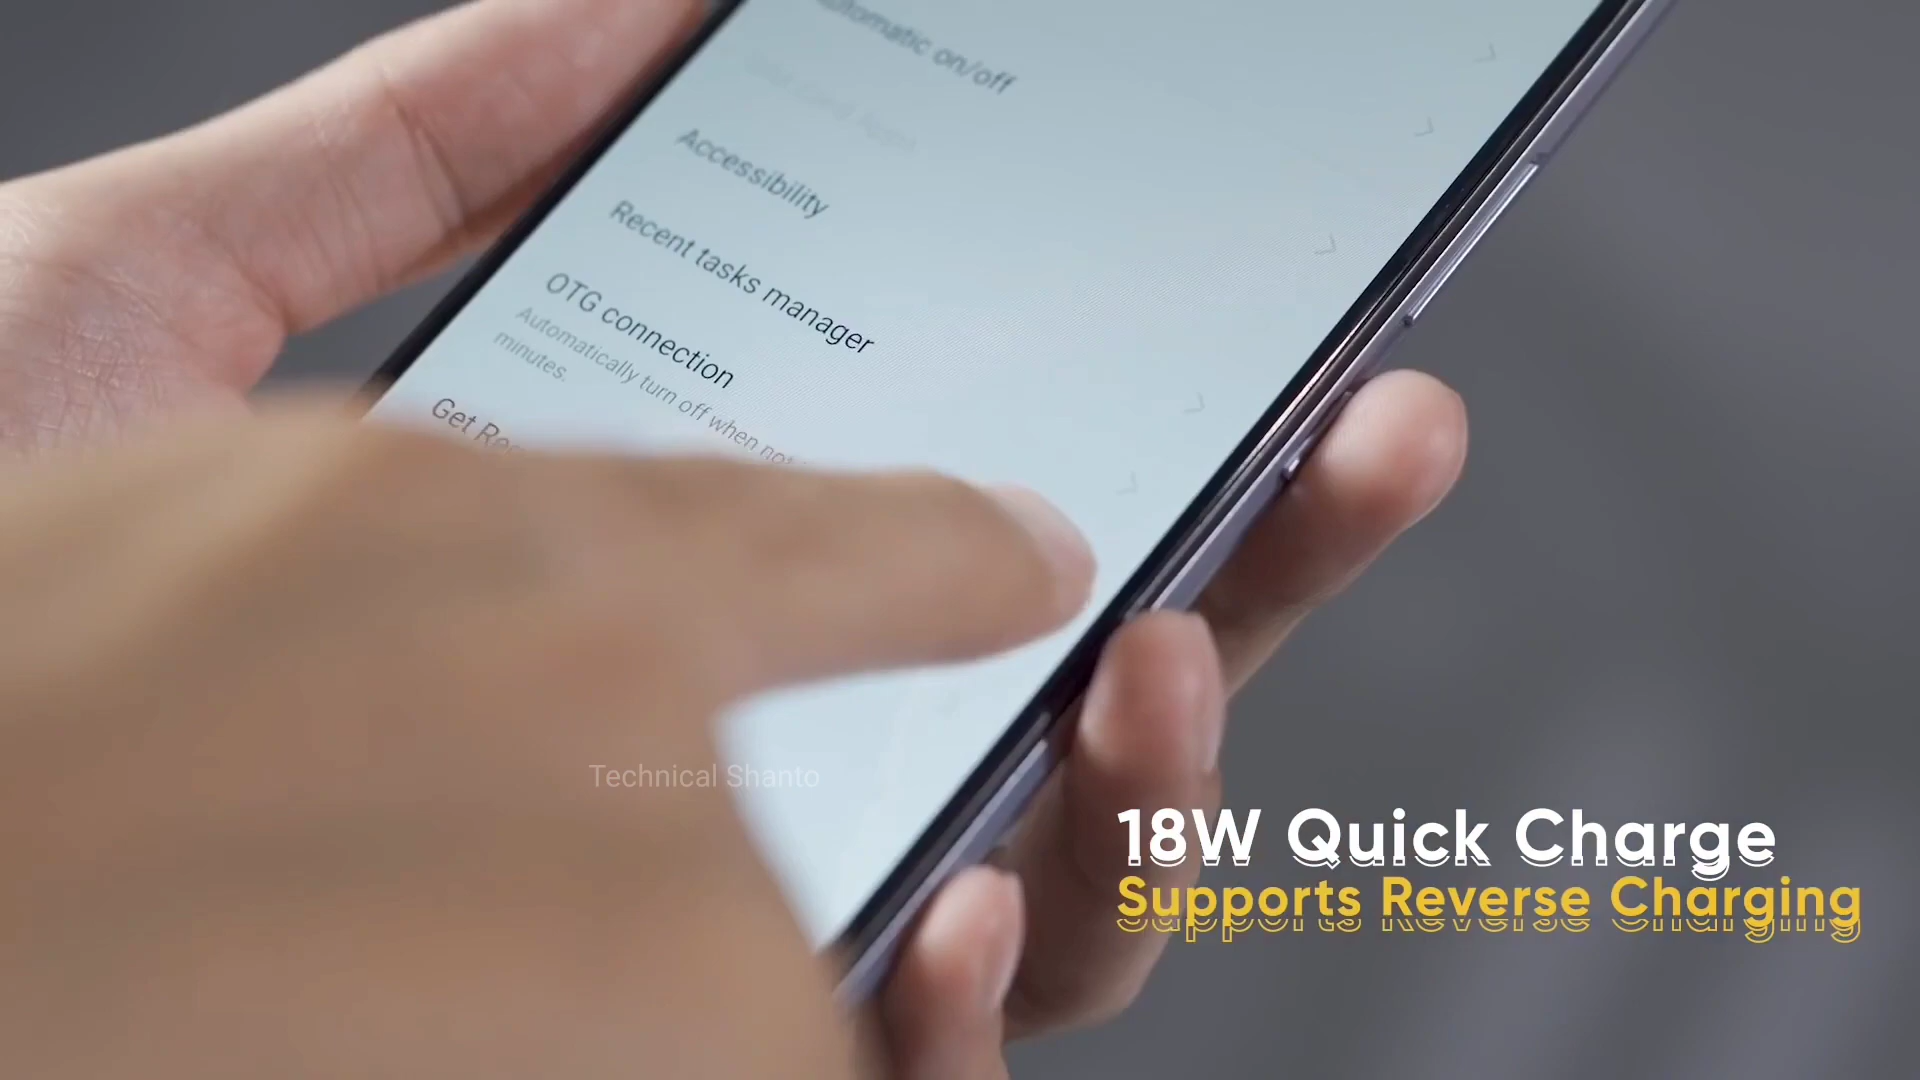 Automatic on/off
Accessibility
Recent tasks manager
OTG connection
Automatically turn off when not
minutes.
Get
Technical Shanto
18W Quick Charge
Supports Reverse Charging